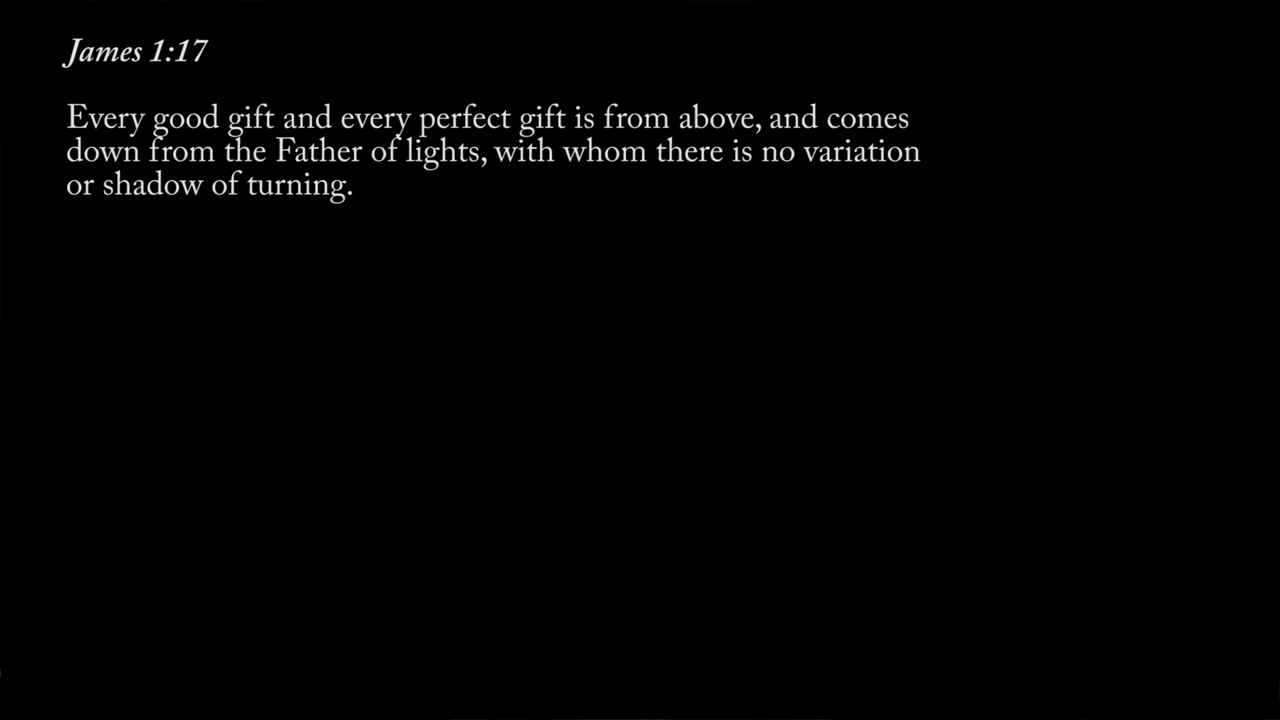 James 1:17
Every good gift and every perfect gift is from above, and comes
down from the Father of lights, with whom there is no variation
or shadow of turning.